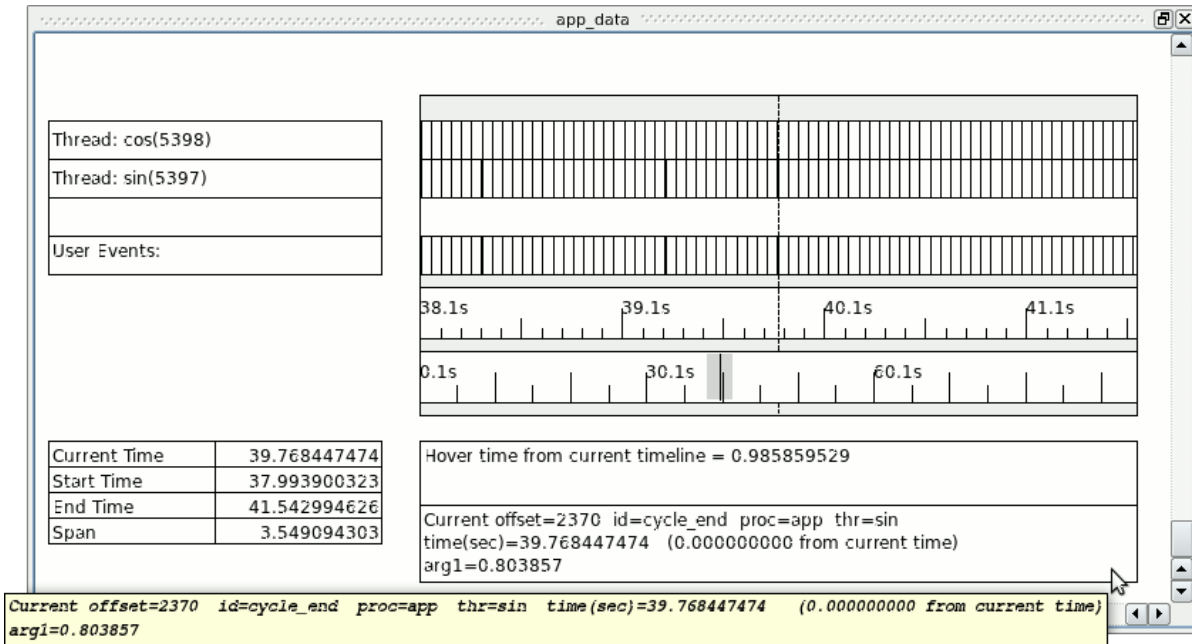 app_data
Thread: cos(5398)
Thread: sin(5397)
User Events:
38.1s 39.1s 40.1s 41.1s
0.1s 30.1s 60.1s
Current Time 39.768447474
Start Time 37.993900323
End Time 41.542994626
Span 3.549094303
Hover time from current timeline = 0.985859529
Current offset=2370 id=cycle_end proc=app thr=sin
time(sec)=39.768447474 (0.000000000 from current time)
arg1=0.803857
Current offset=2370 id=cycle_end proc=app thr=sin time(sec)=39.768447474 (0.000000000 from current time)
arg1=0.803857